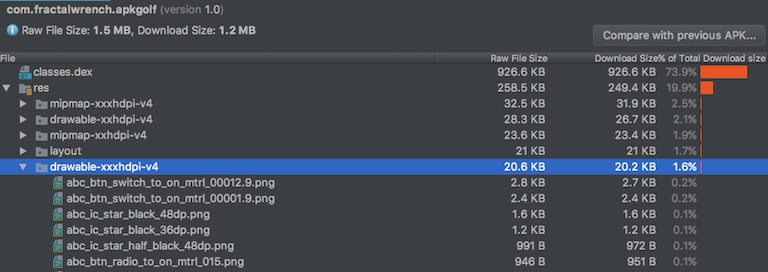 com.fractalwrench.apkgolf (version 1.0)
Raw File Size: 1.5 MB, Download Size: 1.2 MB
Compare with previous APK...
File Raw File Size Download Size % of Total Download size
classes.dex 926.6 KB 926.6 KB 73.9%
res 258.5 KB 249.4 KB 19.9%
mipmap-xxxhdpi-v4 32.5 KB 31.9 KB 2.5%
drawable-xxhdpi-v4 28.3 KB 26.7 KB 2.1%
mipmap-xxhdpi-v4 23.6 KB 23.4 KB 1.9%
layout 21 KB 21 KB 1.7%
drawable-xxxhdpi-v4 20.6 KB 20.2 KB 1.6%
abc_btn_switch_to_on_mtrl_00012.9.png 2.8 KB 2.7 KB 0.2%
abc_btn_switch_to_on_mtrl_00001.9.png 2.4 KB 2.4 KB 0.2%
abc_ic_star_black_48dp.png 1.6 KB 1.6 KB 0.1%
abc_ic_star_black_36dp.png 1.2 KB 1.2 KB 0.1%
abc_ic_star_half_black_48dp.png 991 B 972 B 0.1%
abc_btn_radio_to_on_mtrl_015.png 946 B 951 B 0.1%